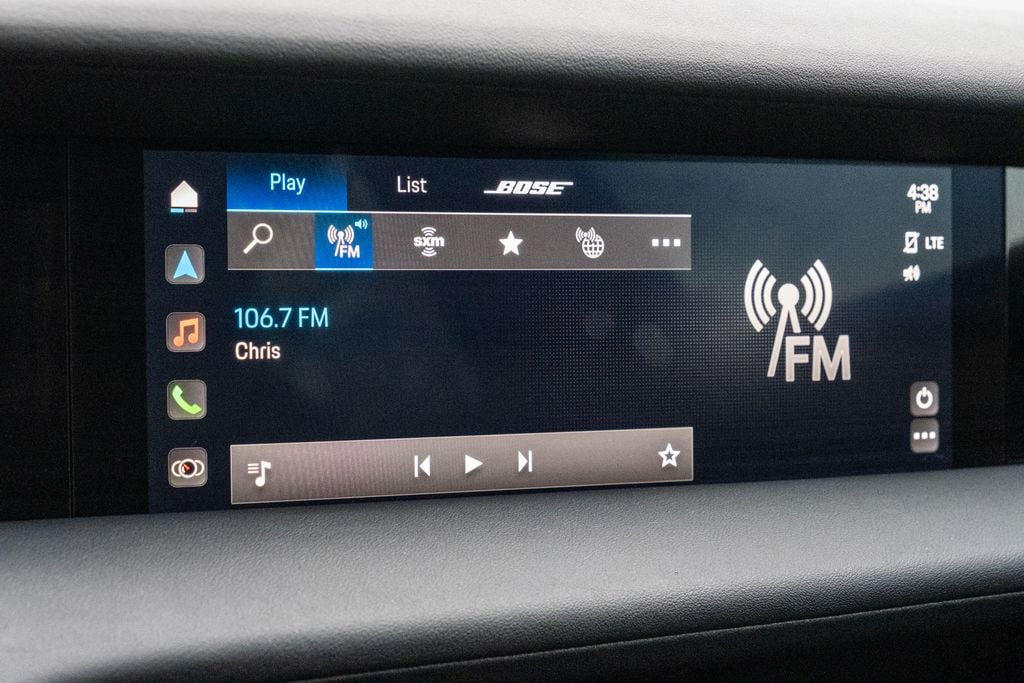 Play List BOSE
4:38
PM
FM
sxm
LTE
106.7 FM
Chris
FM